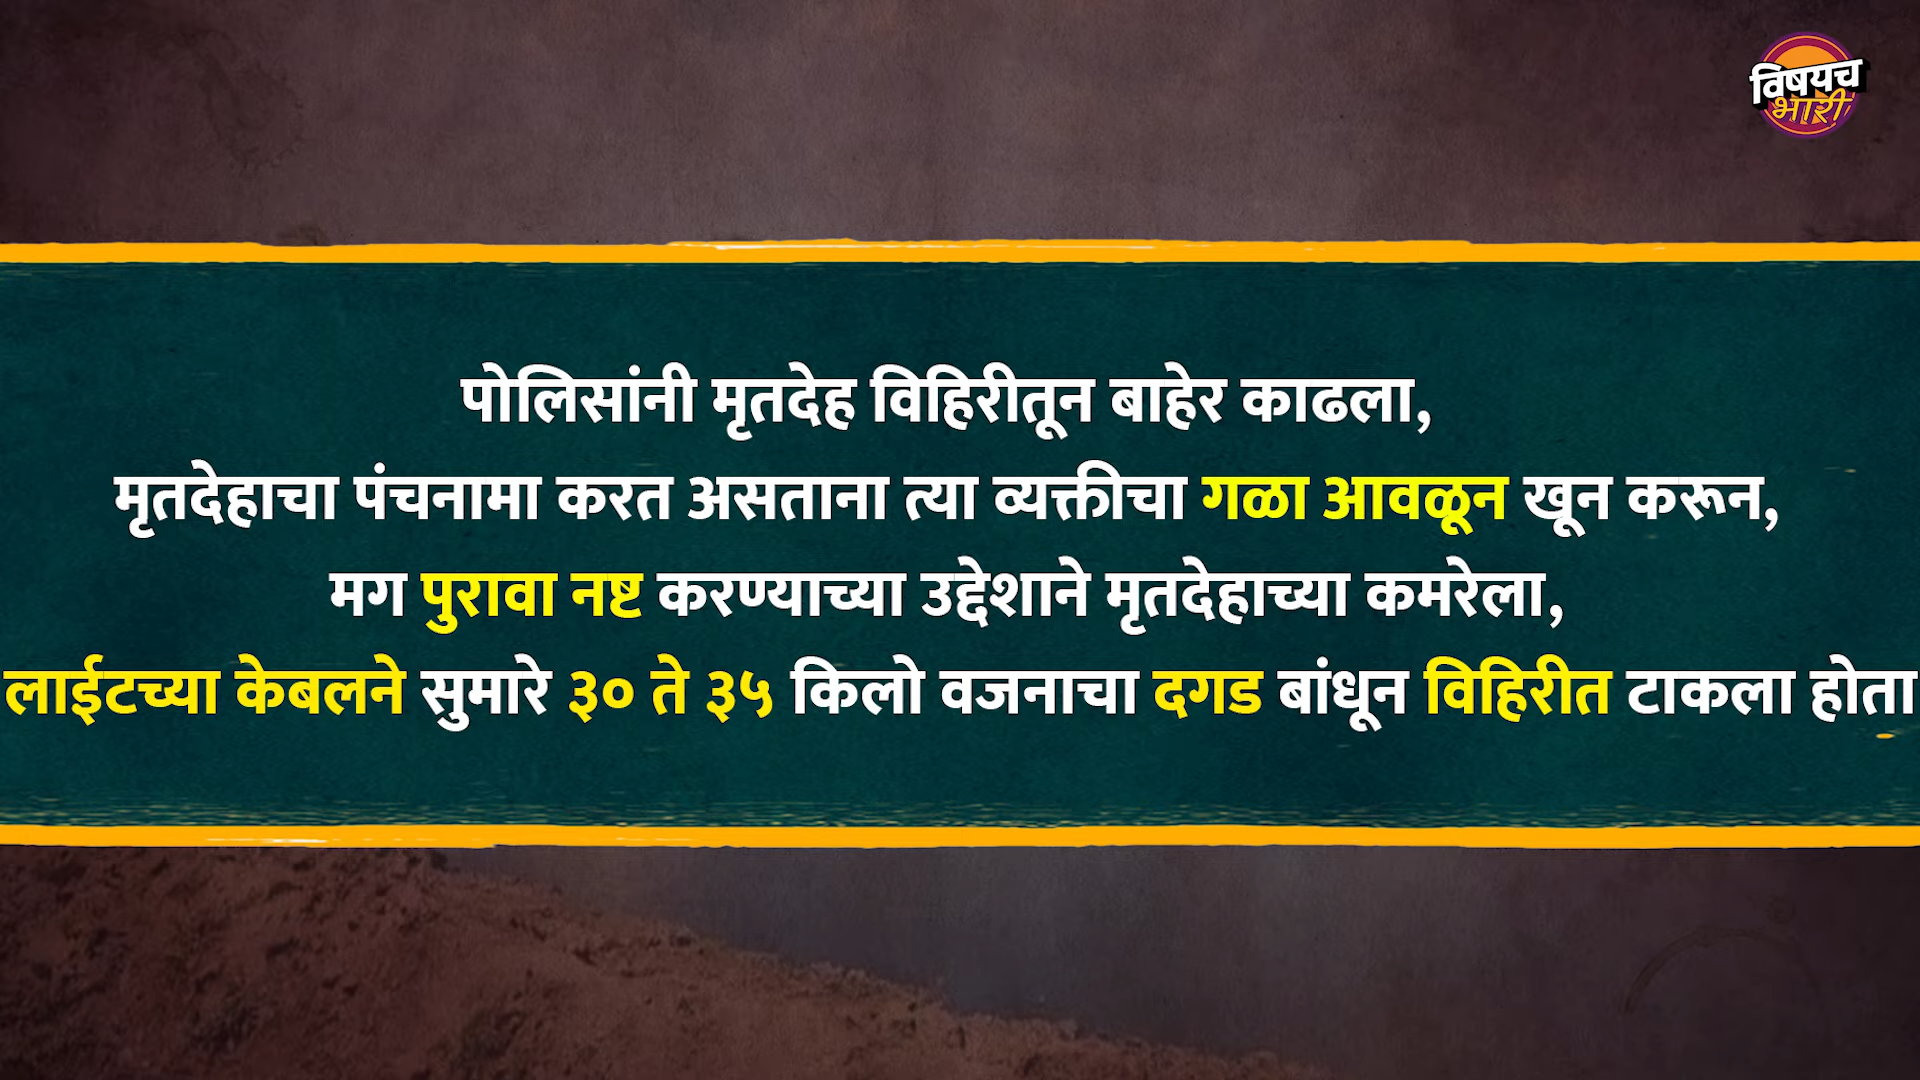 विषयच
भारी
पोलिसांनी मृतदेह विहिरीतून बाहेर काढला,
मृतदेहाचा पंचनामा करत असताना त्या व्यक्तीचा गळा आवळून खून करून,
मग पुरावा नष्ट करण्याच्या उद्देशाने मृतदेहाच्या कमरेला,
लाईटच्या केबलने सुमारे ३० ते ३५ किलो वजनाचा दगड बांधून विहिरीत टाकला होता